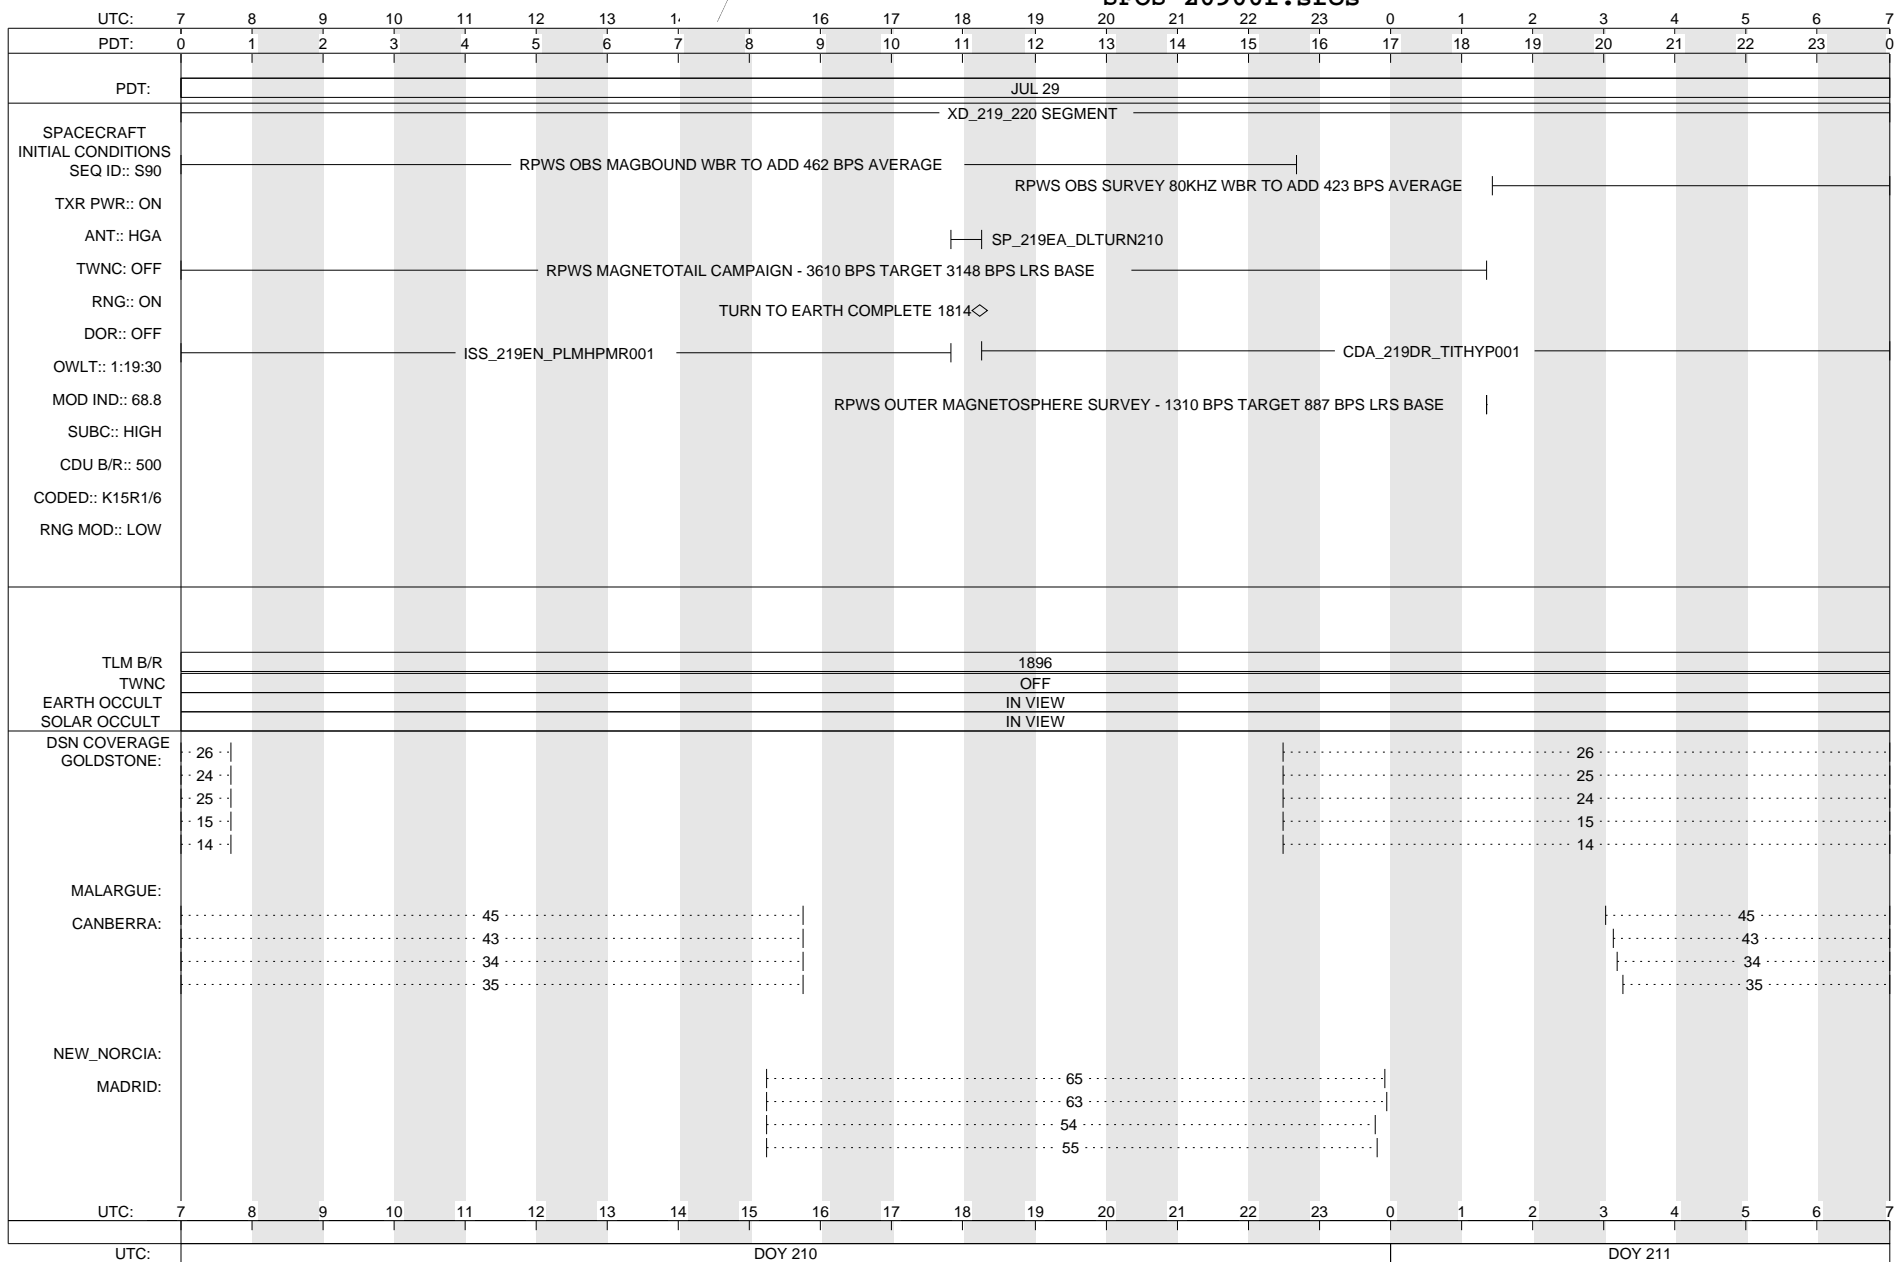 UTC: 7 8 9 10 11 12 13 16 17 18 19 20 21 22 23 0 1 2 3 4 5 6 7
PDT: 0 1 2 3 4 5 6 7 8 9 10 11 12 13 14 15 16 17 18 19 20 21 22 23 0
PDT: JUL 29
XD_219_220 SEGMENT
SPACECRAFT
INITIAL CONDITIONS
RPWS OBS MAGBOUND WBR TO ADD 462 BPS AVERAGE
SEQ ID:: S90
RPWS OBS SURVEY 80KHZ WBR TO ADD 423 BPS AVERAGE
TXR PWR:: ON
ANT:: HGA
SP_219EA_DLTURN210
TWNC: OFF
RPWS MAGNETOTAIL CAMPAIGN - 3610 BPS TARGET 3148 BPS LRS BASE
RNG:: ON
TURN TO EARTH COMPLETE 1814
DOR:: OFF
ISS_219EN_PLMHPMR001 CDA_219DR_TITHYP001
OWLT:: 1:19:30
MOD IND:: 68.8
RPWS OUTER MAGNETOSPHERE SURVEY - 1310 BPS TARGET 887 BPS LRS BASE
SUBC:: HIGH
CDU B/R:: 500
CODED:: K15R1/6
RNG MOD:: LOW
TLM B/R 1896
TWNC OFF
EARTH OCCULT IN VIEW
SOLAR OCCULT IN VIEW
DSN COVERAGE
GOLDSTONE:
26 26
24 25
25 24
15 15
14 14
MALARGUE:
CANBERRA:
45 45
43 43
34 34
35 35
NEW_NORCIA:
MADRID:
65
63
54
55
UTC: 7 8 9 10 11 12 13 14 15 16 17 18 19 20 21 22 23 0 1 2 3 4 5 6 7
UTC: DOY 210 DOY 211